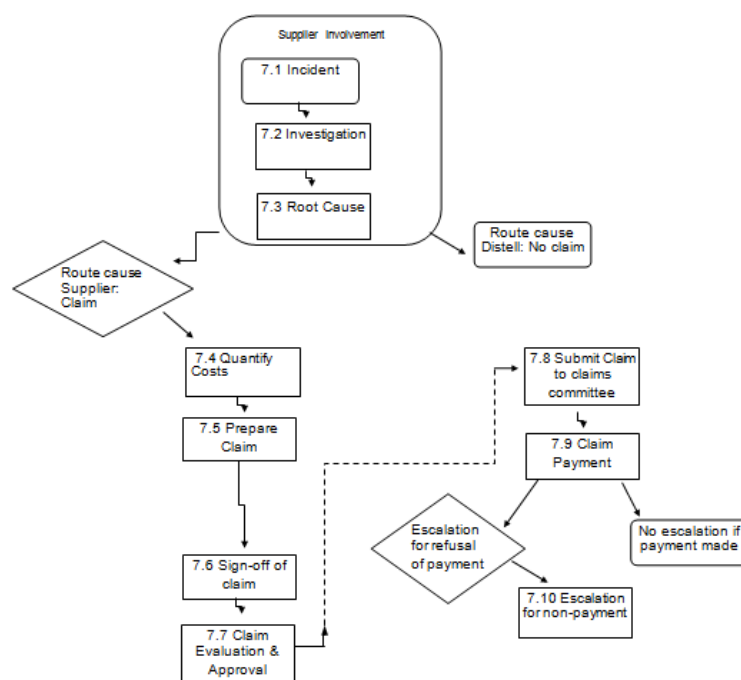 Supplier Involvement
7.1 Incident
7.2 Investigation
7.3 Root Cause
Route cause
Distell: No claim
Route cause
Supplier:
Claim
7.4 Quantify
Costs
7.5 Prepare
Claim
7.6 Sign-off of
claim
7.7 Claim
Evaluation &
Approval
7.8 Submit Claim
to claims
committee
7.9 Claim
Payment
Escalation
for refusal
of payment
No escalation if
payment made
7.10 Escalation
for non-payment